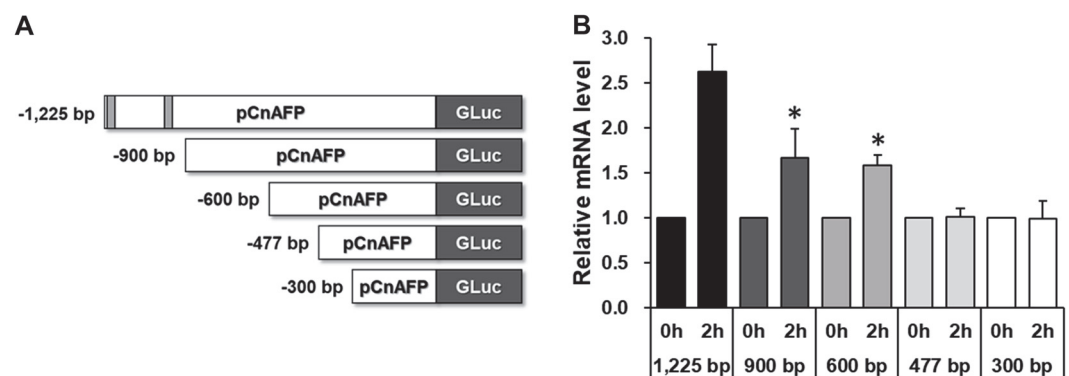 A
-1,225 bp pCnAFP GLuc
-900 bp pCnAFP GLuc
-600 bp pCnAFP GLuc
-477 bp pCnAFP GLuc
-300 bp pCnAFP GLuc
B
Relative mRNA level
3.0
2.5
2.0
1.5
1.0
0.5
0.0
* *
0h 2h 0h 2h 0h 2h 0h 2h 0h 2h
1,225 bp 900 bp 600 bp 477 bp 300 bp